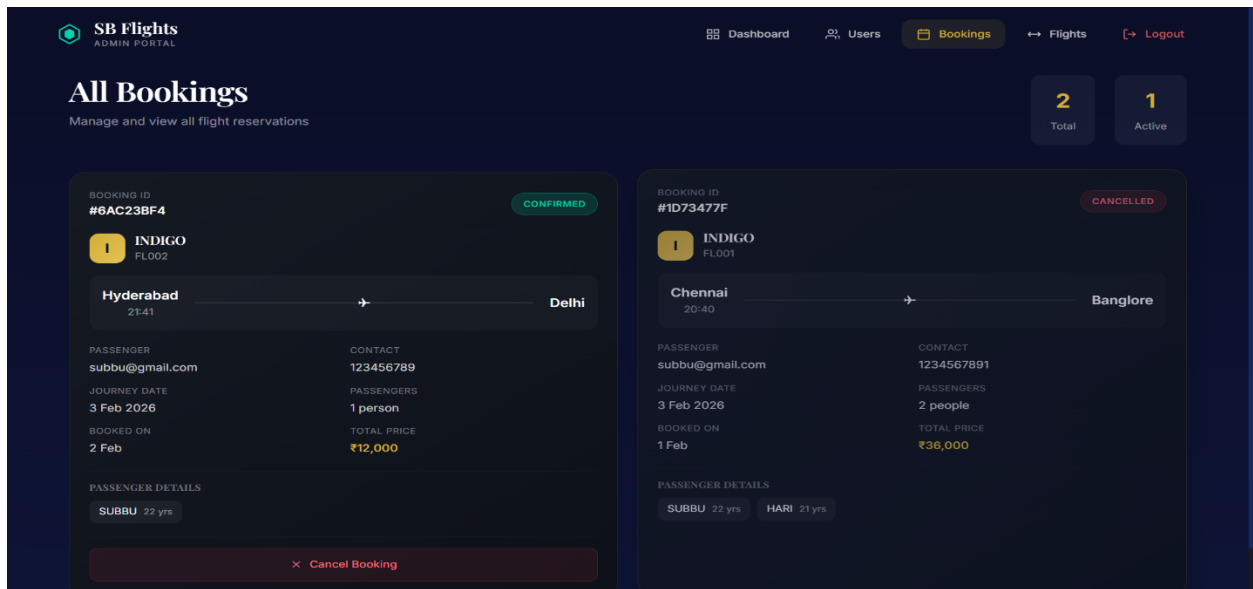 SB Flights
ADMIN PORTAL
Dashboard
Users
Bookings
Flights
Logout
All Bookings
Manage and view all flight reservations
2
Total
1
Active
BOOKING ID
#6AC23BF4
CONFIRMED
I
INDIGO
FL002
Hyderabad
21:41
Delhi
PASSENGER
subbu@gmail.com
CONTACT
123456789
JOURNEY DATE
3 Feb 2026
PASSENGERS
1 person
BOOKED ON
2 Feb
TOTAL PRICE
₹12,000
PASSENGER DETAILS
SUBBU 22 yrs
Cancel Booking
BOOKING ID
#1D73477F
CANCELLED
I
INDIGO
FL001
Chennai
20:40
Banglore
PASSENGER
subbu@gmail.com
CONTACT
1234567891
JOURNEY DATE
3 Feb 2026
PASSENGERS
2 people
BOOKED ON
1 Feb
TOTAL PRICE
₹36,000
PASSENGER DETAILS
SUBBU 22 yrs HARI 21 yrs